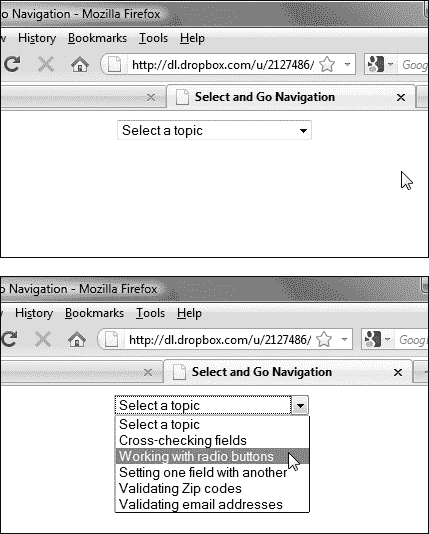 o Navigation - Mozilla Firefox
w History Bookmarks Tools Help
http://dl.dropbox.com/u/2127486/ Goog
Select and Go Navigation
Select a topic
o Navigation - Mozilla Firefox
History Bookmarks Tools Help
http://dl.dropbox.com/u/2127486/ Goog
Select and Go Navigation
Select a topic
Select a topic
Cross-checking fields
Working with radio buttons
Setting one field with another
Validating Zip codes
Validating email addresses